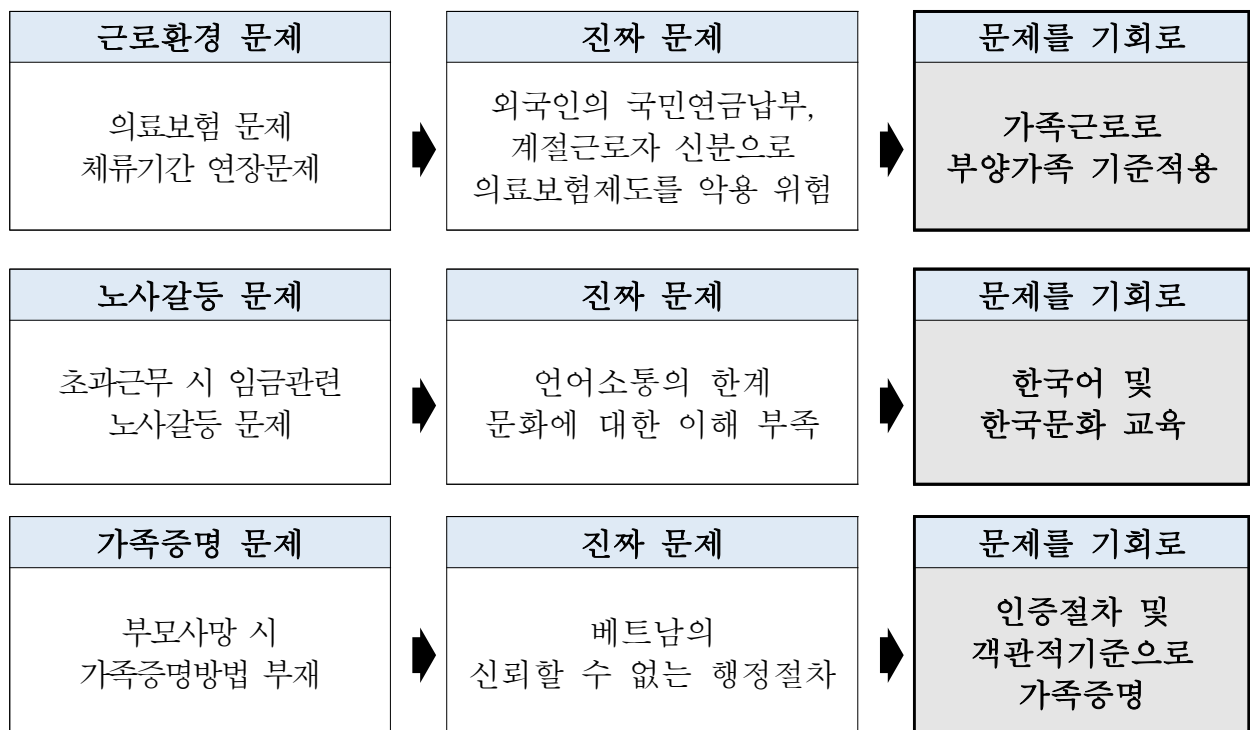 근로환경 문제
의료보험 문제
체류기간 연장문제
진짜 문제
외국인의 국민연금납부,
계절근로자 신분으로
의료보험제도를 악용 위험
문제를 기회로
가족근로로
부양가족 기준적용
노사갈등 문제
초과근무 시 임금관련
노사갈등 문제
진짜 문제
언어소통의 한계
문화에 대한 이해 부족
문제를 기회로
한국어 및
한국문화 교육
가족증명 문제
부모사망 시
가족증명방법 부재
진짜 문제
베트남의
신뢰할 수 없는 행정절차
문제를 기회로
인증절차 및
객관적기준으로
가족증명